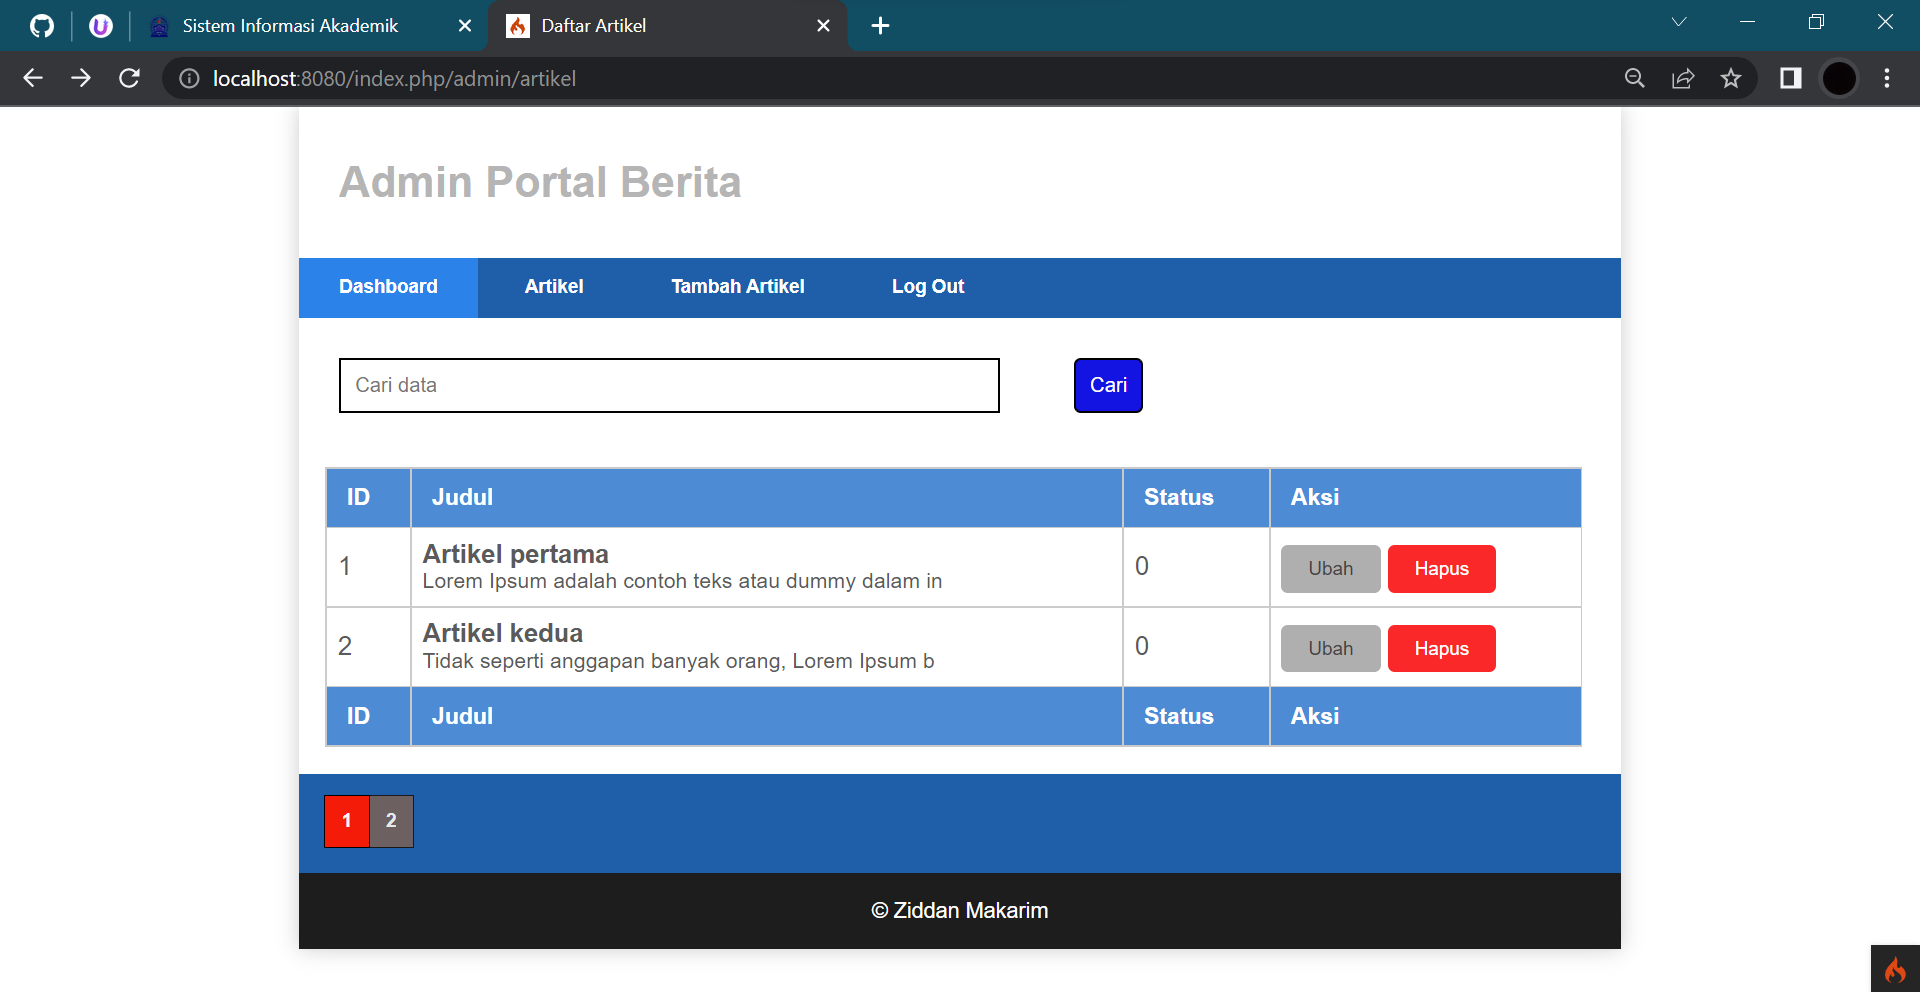 Sistem Informasi Akademik
Daftar Artikel
localhost:8080/index.php/admin/artikel
Admin Portal Berita
Dashboard Artikel Tambah Artikel Log Out
Cari data Cari
ID Judul Status Aksi
1 Artikel pertama 0 Ubah Hapus
Lorem Ipsum adalah contoh teks atau dummy dalam in
2 Artikel kedua 0 Ubah Hapus
Tidak seperti anggapan banyak orang, Lorem Ipsum b
ID Judul Status Aksi
1 2
© Ziddan Makarim